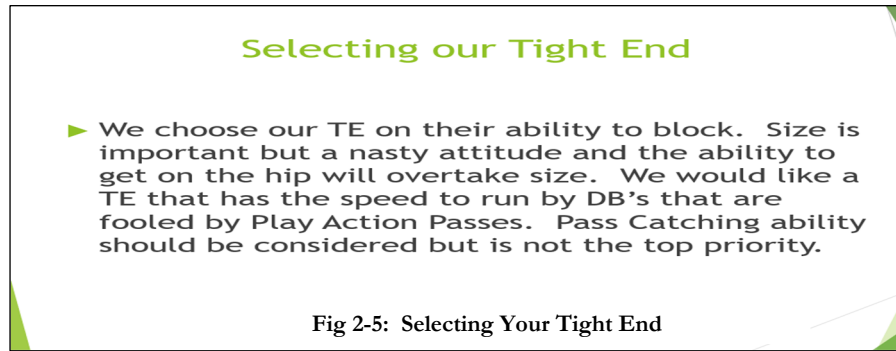 Selecting our Tight End
► We choose our TE on their ability to block.  Size is
important but a nasty attitude and the ability to
get on the hip will overtake size.  We would like a
TE that has the speed to run by DB's that are
fooled by Play Action Passes.  Pass Catching ability
should be considered but is not the top priority.
Fig 2-5:  Selecting Your Tight End